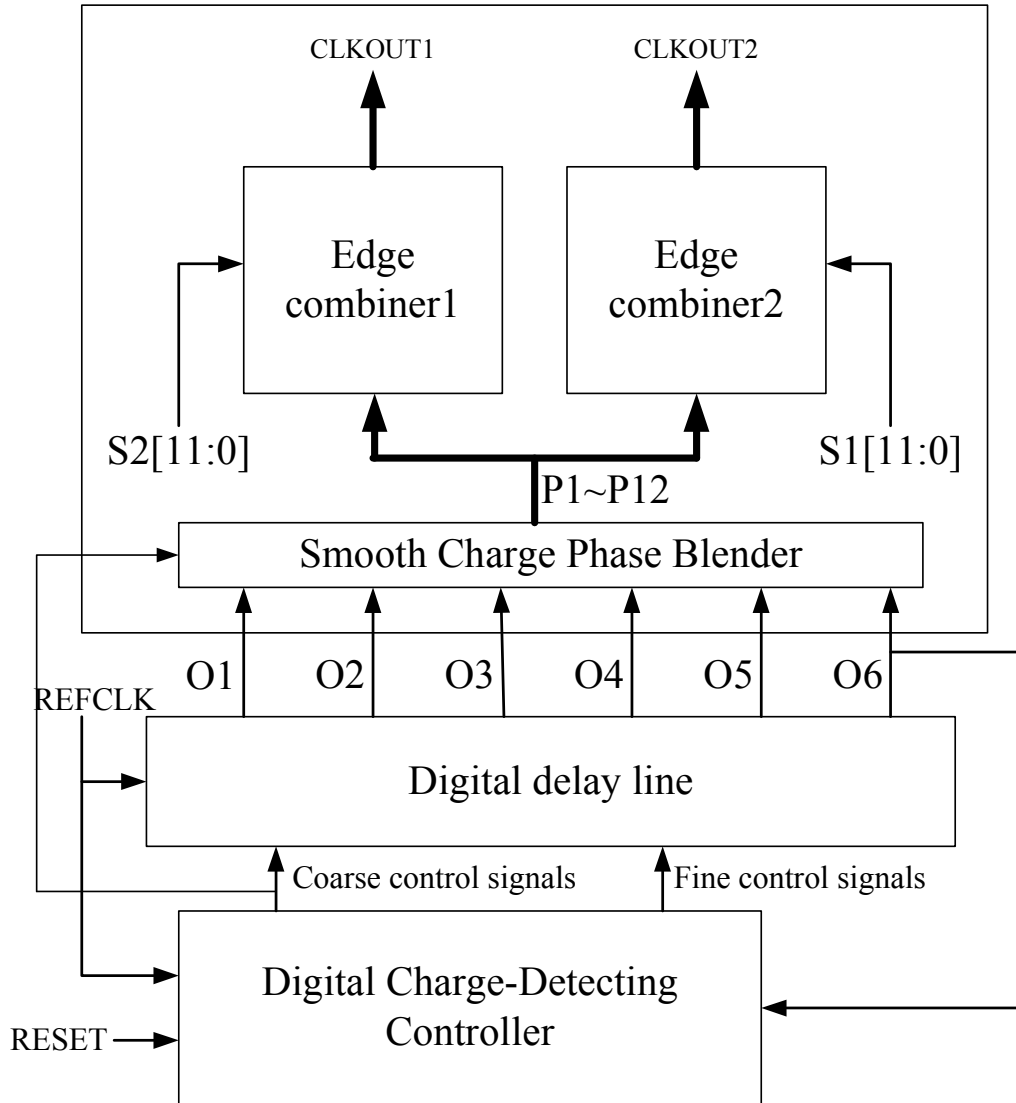 CLKOUT1
CLKOUT2
Edge
combiner1
Edge
combiner2
S2[11:0]
S1[11:0]
P1~P12
Smooth Charge Phase Blender
O1
O2
O3
O4
O5
O6
REFCLK
Digital delay line
Coarse control signals
Fine control signals
Digital Charge-Detecting
Controller
RESET